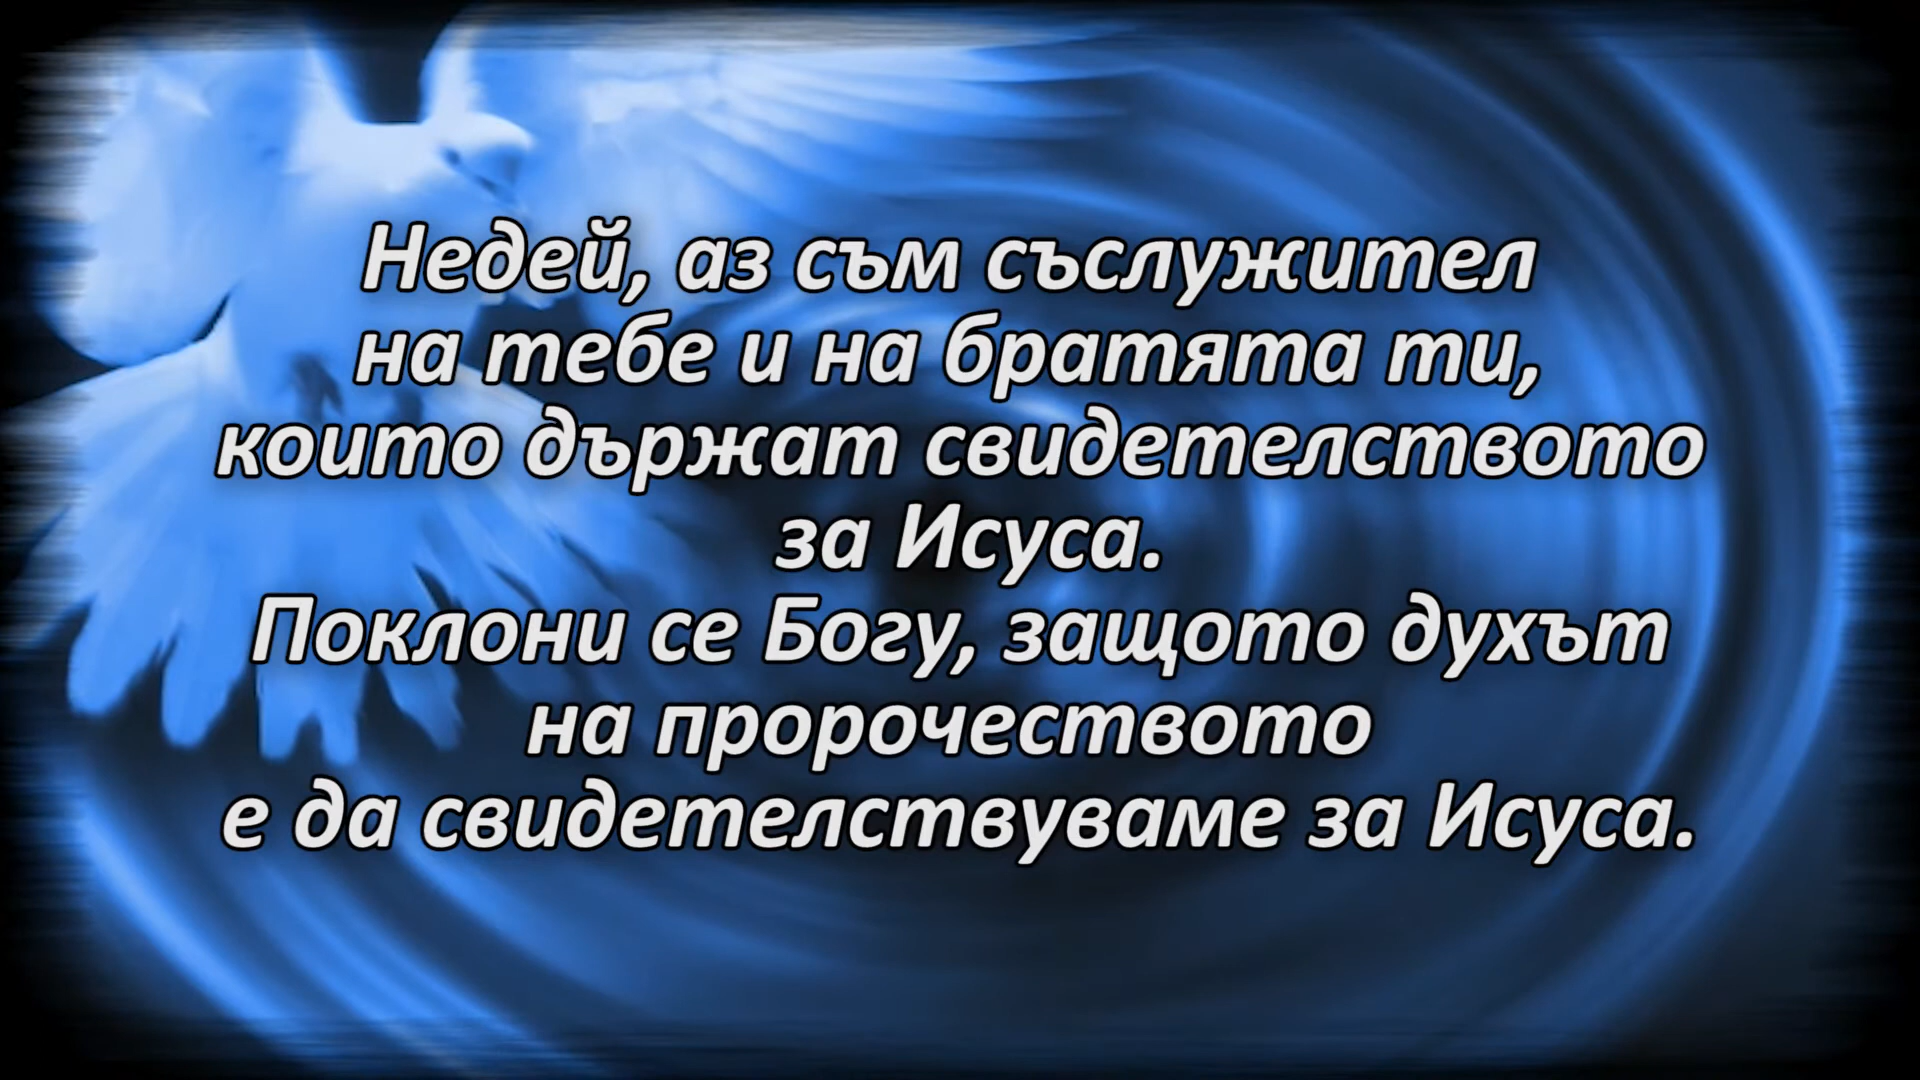 Недей, аз съм съслужител
на тебе и на братята ти,
които държат свидетелството
за Исуса.
Поклони се Богу, защото духът
на пророчеството
е да свидетелствуваме за Исуса.